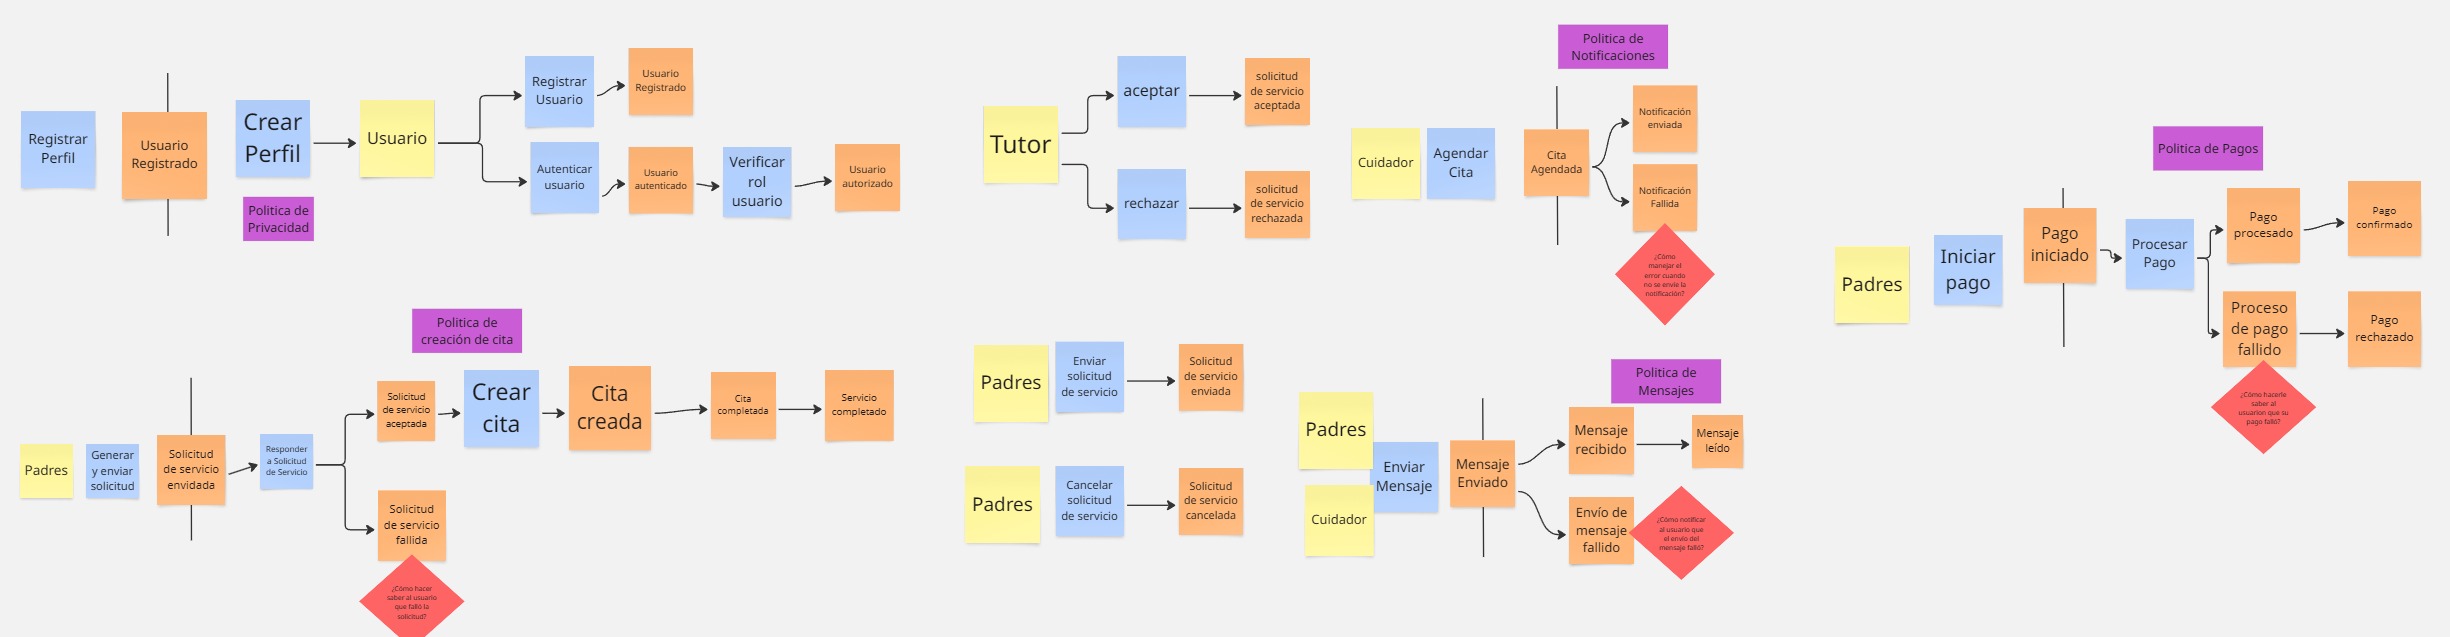 Registrar
Perfil
Usuario
Registrado
Crear
Perfil
Politica de
Privacidad
Usuario
Registrar
Usuario
Usuario
Registrado
Autenticar
usuario
Usuario
autenticado
Verificar
rol
usuario
Usuario
autorizado
Tutor
aceptar
solicitud
de servicio
aceptada
rechazar
solicitud
de servicio
rechazada
Politica de
Notificaciones
Cuidador
Agendar
Cita
Cita
Agendada
Notificación
enviada
Notificación
Fallida
¿Cómo
manejar el
error cuando
no se envie la
notificación?
Politica de Pagos
Padres
Iniciar
pago
Pago
iniciado
Procesar
Pago
Pago
procesado
Pago
confirmado
Proceso
de pago
fallido
Pago
rechazado
¿Cómo hacerle
saber al
usuarion que su
pago falló?
Politica de
creación de cita
Padres
Generar
y enviar
solicitud
Solicitud
de servicio
envidada
Responder
a Solicitud
de Servicio
Solicitud
de servicio
aceptada
Crear
cita
Cita
creada
Cita
completada
Servicio
completado
Solicitud
de servicio
fallida
¿Cómo hacer
saber al usuario
que falló la
solicitud?
Padres
Enviar
solicitud
de servicio
Solicitud
de servicio
enviada
Padres
Cancelar
solicitud
de servicio
Solicitud
de servicio
cancelada
Politica de
Mensajes
Padres
Cuidador
Enviar
Mensaje
Mensaje
Enviado
Mensaje
recibido
Mensaje
leído
Envío de
mensaje
fallido
¿Cómo notificar
al usuario que
el envío del
mensaje falló?